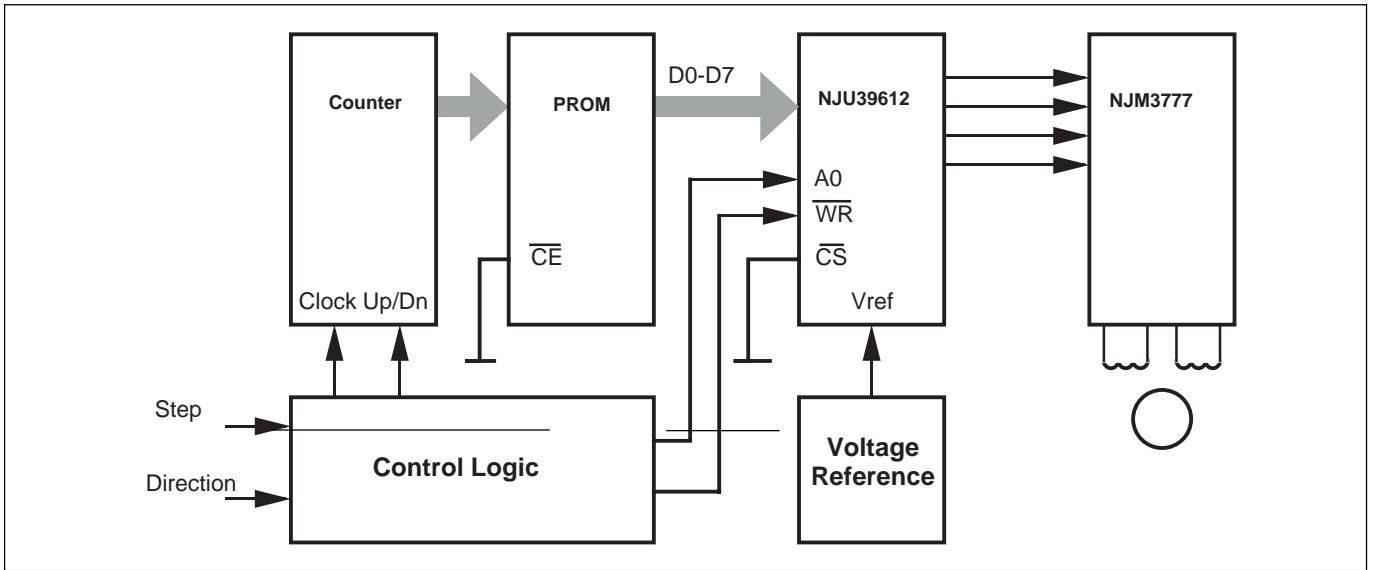 Counter
PROM
D0-D7
NJU39612
NJM3777
A0
WR
CE
CS
Clock Up/Dn
Vref
Step
Direction
Control Logic
Voltage
Reference